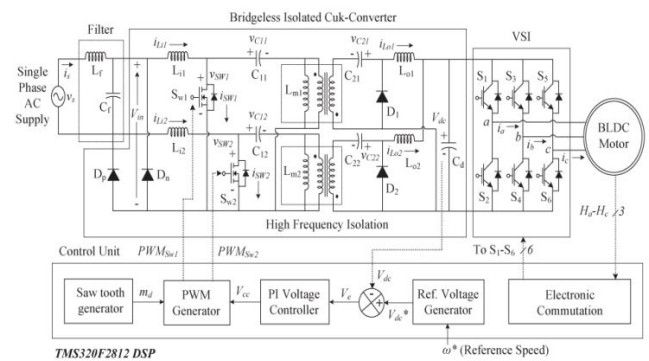 Bridgeless Isolated Cuk-Converter
Filter
VSI
Single
Phase
AC
Supply
i_s
v_s
L_f
C_f
V_in
D_p
D_n
i_Li1
L_i1
i_Li2
L_i2
v_SW1
S_w1
i_SW1
v_SW2
S_w2
i_SW2
v_C11
C_11
v_C12
C_12
L_m1
L_m2
v_C21
C_21
C_22
v_C22
i_Lo1
L_o1
i_Lo2
L_o2
D_1
D_2
V_dc
C_d
S_1
S_3
S_5
a
i_a
b
i_b
c
i_c
S_2
S_4
S_6
BLDC
Motor
High Frequency Isolation
H_a-H_c
3
To S_1-S_6
6
Control Unit
PWM_Sw1
PWM_Sw2
Saw tooth
generator
m_d
PWM
Generator
V_cc
PI Voltage
Controller
V_e
V_dc
V_dc*
Ref. Voltage
Generator
Electronic
Commutation
ω* (Reference Speed)
TMS320F2812 DSP